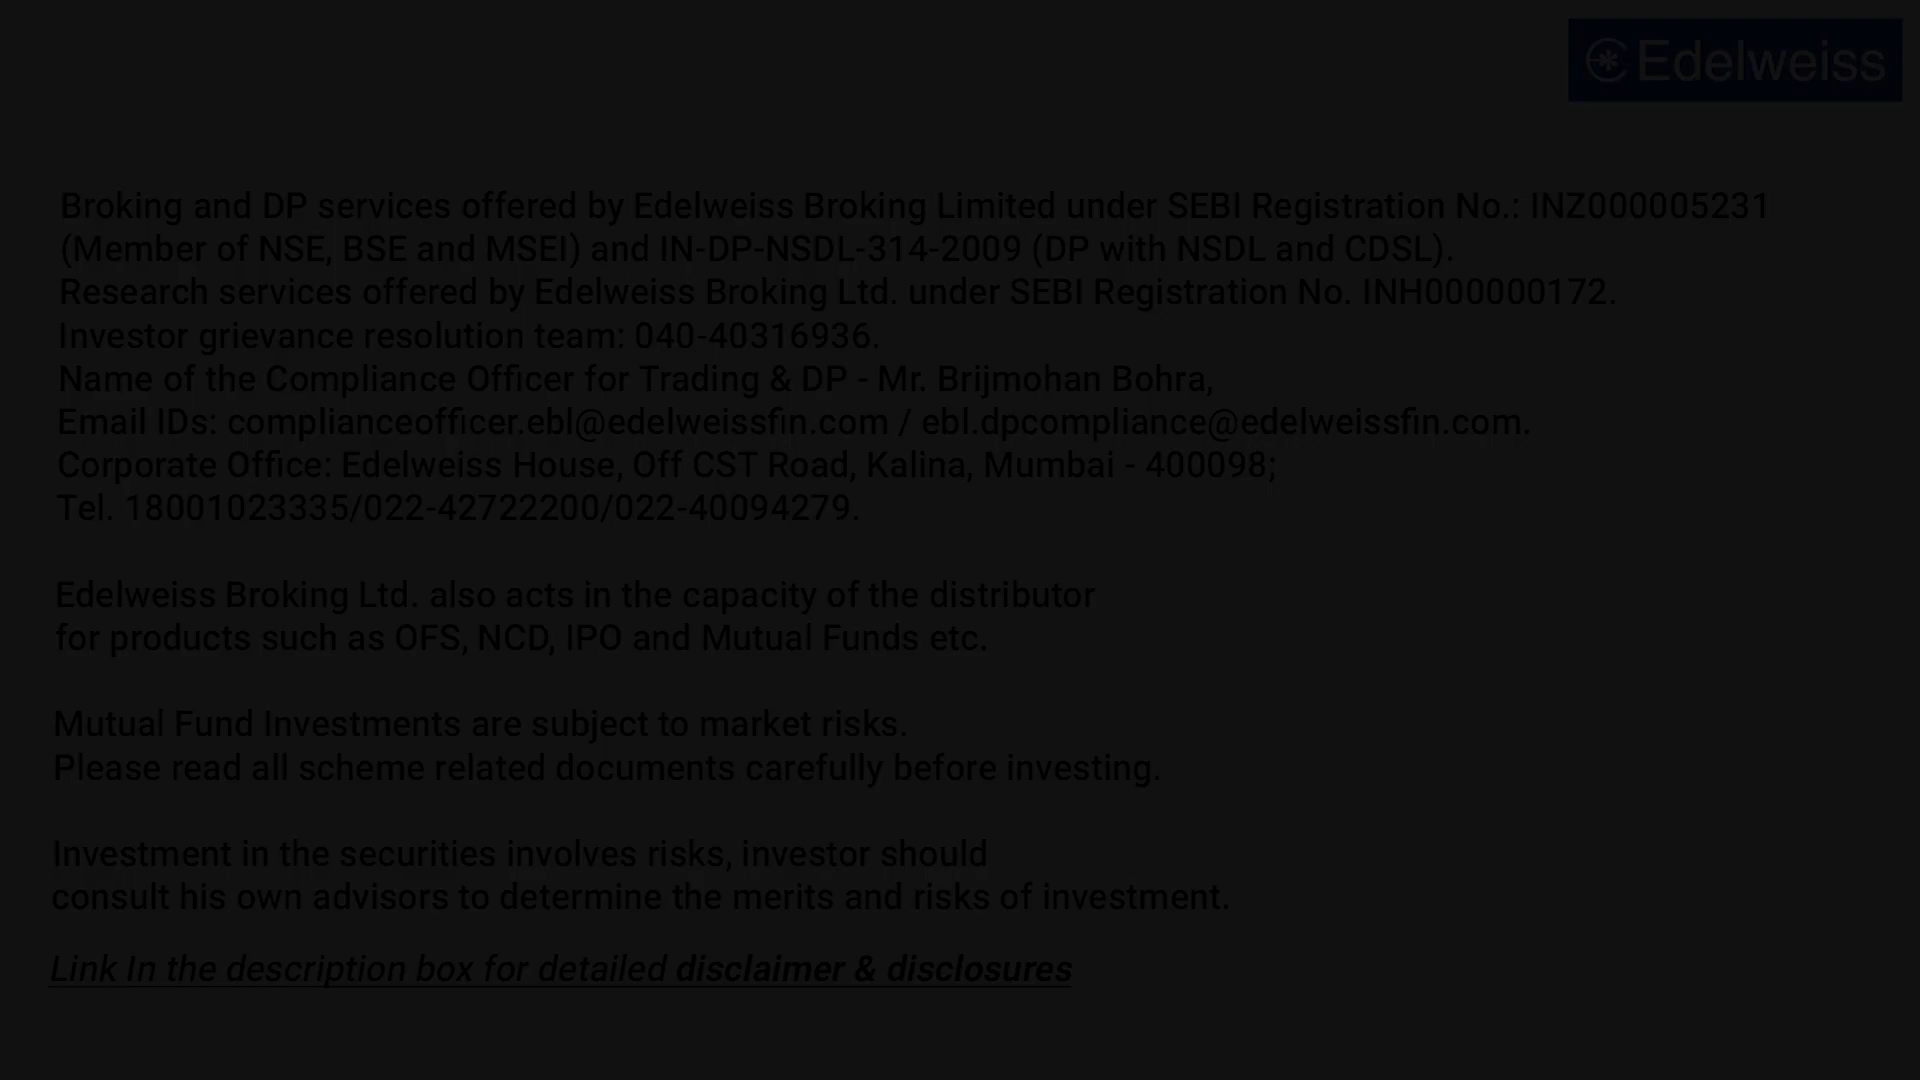 Edelweiss
Broking and DP services offered by Edelweiss Broking Limited under SEBI Registration No.: INZ000005231
(Member of NSE, BSE and MSEI) and IN-DP-NSDL-314-2009 (DP with NSDL and CDSL).
Research services offered by Edelweiss Broking Ltd. under SEBI Registration No. INH000000172.
Investor grievance resolution team: 040-40316936.
Name of the Compliance Officer for Trading & DP - Mr. Brijmohan Bohra,
Email IDs: complianceofficer.ebl@edelweissfin.com / ebl.dpcompliance@edelweissfin.com.
Corporate Office: Edelweiss House, Off CST Road, Kalina, Mumbai - 400098;
Tel. 18001023335/022-42722200/022-40094279.
Edelweiss Broking Ltd. also acts in the capacity of the distributor
for products such as OFS, NCD, IPO and Mutual Funds etc.
Mutual Fund Investments are subject to market risks.
Please read all scheme related documents carefully before investing.
Investment in the securities involves risks, investor should
consult his own advisors to determine the merits and risks of investment.
Link In the description box for detailed disclaimer & disclosures